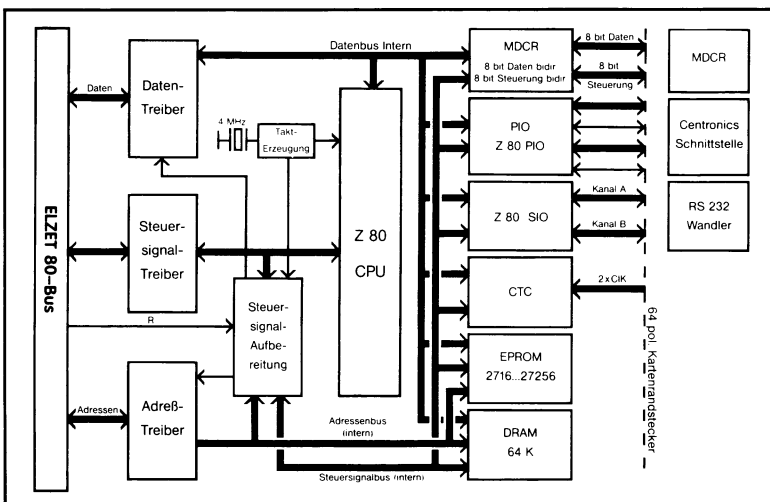 ELZET 80-Bus
Daten
Daten-
Treiber
Datenbus Intern
4 MHz
Takt-
Erzeugung
Z 80
CPU
Steuer-
signal-
Treiber
Steuer-
signal-
Aufbe-
reitung
R
Adressen
Adreß-
Treiber
Adressenbus
(intern)
Steuersignalbus (intern)
MDCR
8 bit Daten bidir
8 bit Steuerung bidir
PIO
Z 80 PIO
Z 80 SIO
CTC
EPROM
2716...27256
DRAM
64 K
8 bit Daten
8 bit
Steuerung
Kanal A
Kanal B
2 x ClK
64 pol. Kartenrandstecker
MDCR
Centronics
Schnittstelle
RS 232
Wandler